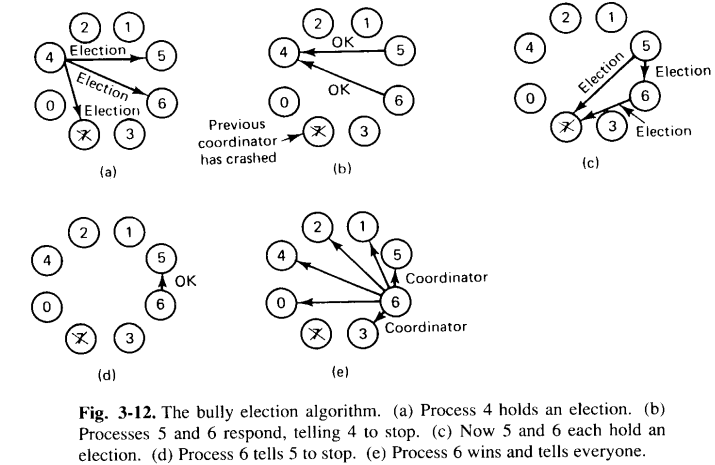 2 1
4 Election 5
Election
0 Election 6
7 3
(a)
2 1
4 OK 5
OK
0 6
Previous
coordinator
has crashed
7 3
(b)
2 1
4 5
Election
Election
0 6
7 3 Election
(c)
2 1
4 5
OK
0 6
7 3
(d)
2 1
4 5
Coordinator
0 6
7 3 Coordinator
(e)
Fig. 3-12. The bully election algorithm. (a) Process 4 holds an election. (b)
Processes 5 and 6 respond, telling 4 to stop. (c) Now 5 and 6 each hold an
election. (d) Process 6 tells 5 to stop. (e) Process 6 wins and tells everyone.